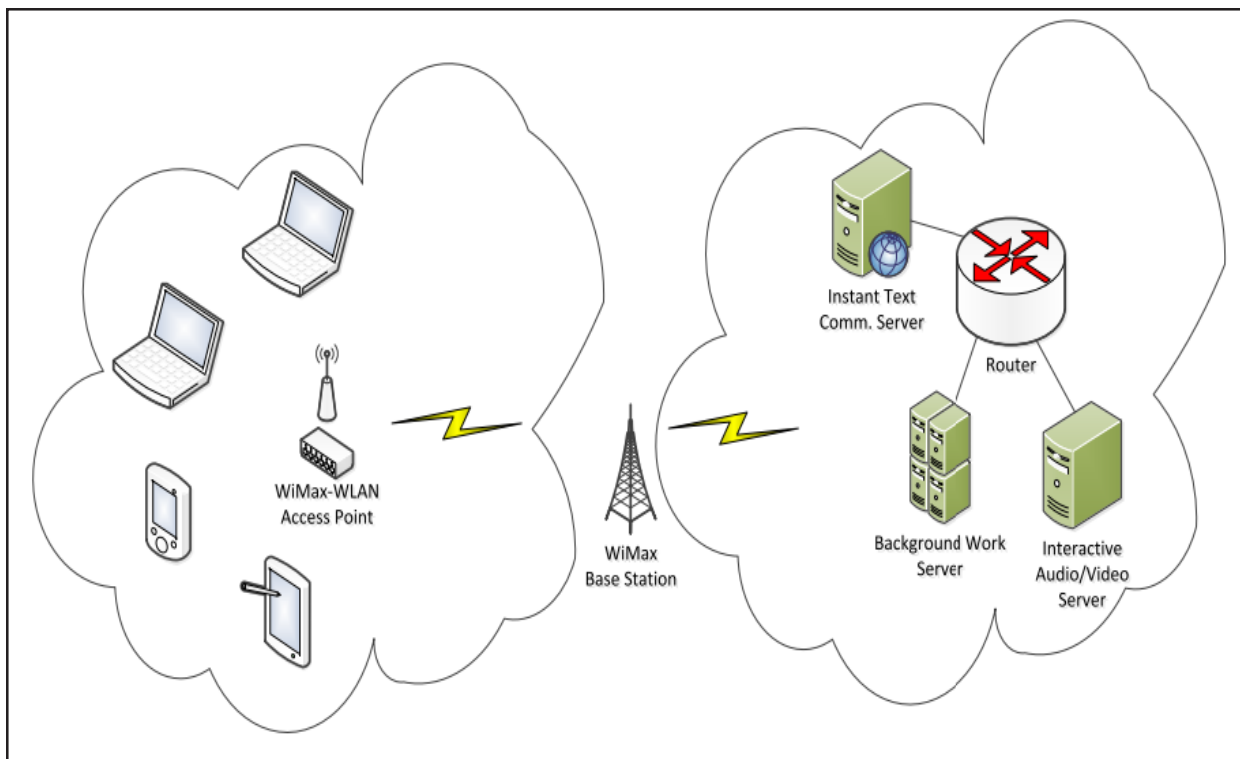 Instant Text
Comm. Server
Router
WiMax-WLAN
Access Point
WiMax
Base Station
Background Work
Server
Interactive
Audio/Video
Server